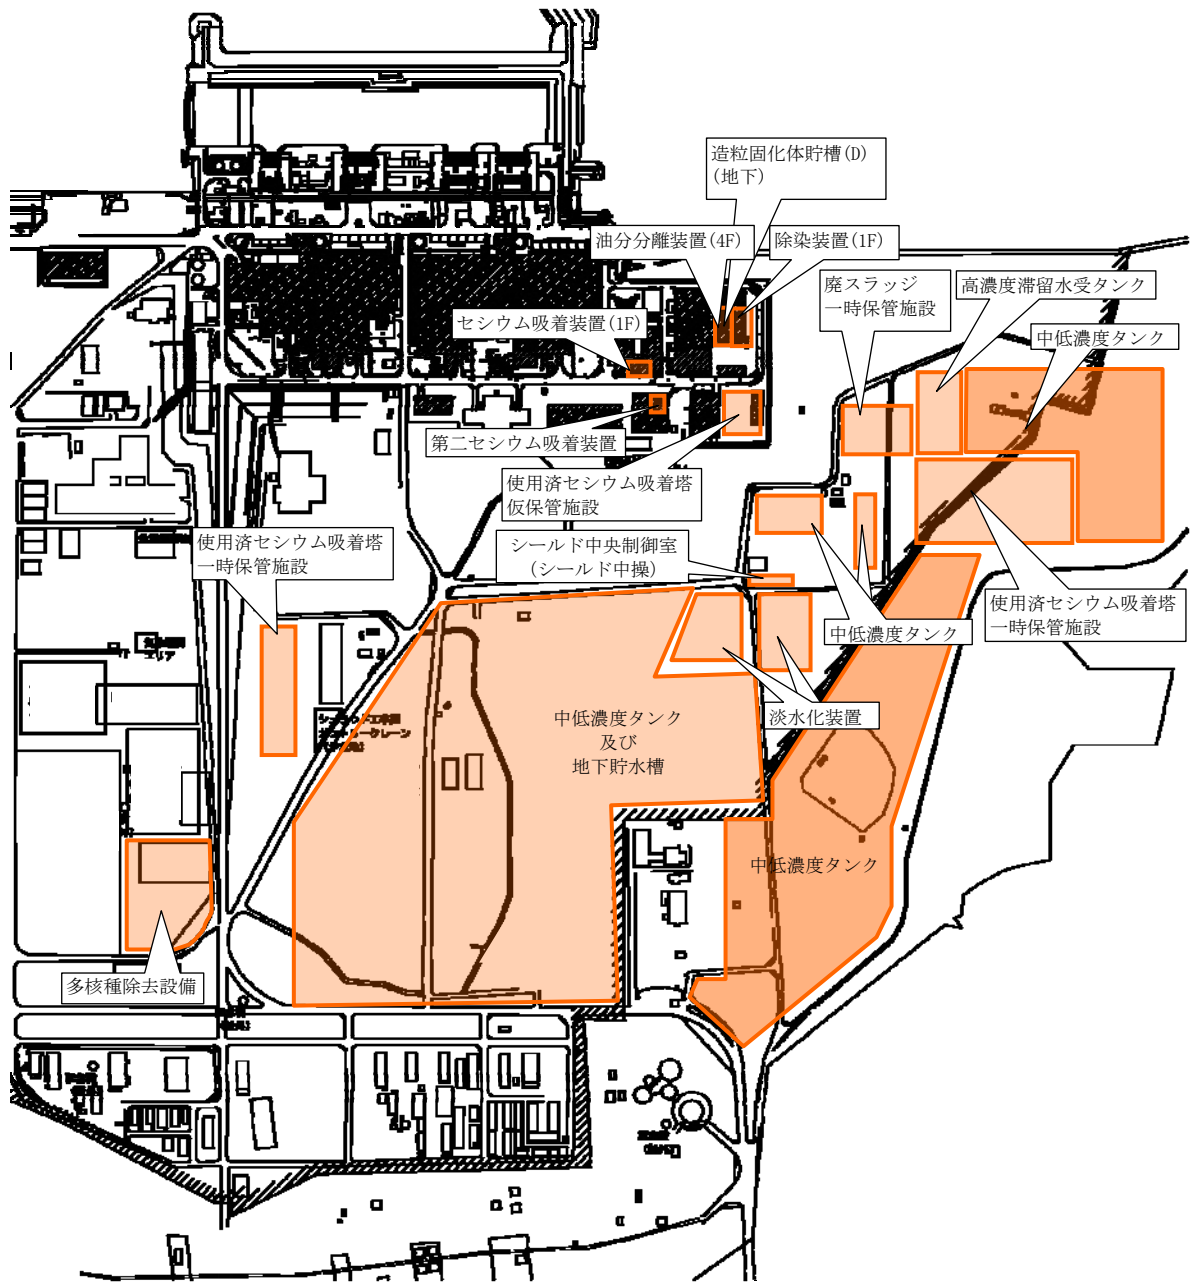 造粒固化体貯槽(D)
(地下)
油分分離装置(4F)
除染装置(1F)
廃スラッジ
一時保管施設
高濃度滞留水受タンク
セシウム吸着装置(1F)
中低濃度タンク
第二セシウム吸着装置
使用済セシウム吸着塔
仮保管施設
使用済セシウム吸着塔
一時保管施設
シールド中央制御室
(シールド中操)
使用済セシウム吸着塔
一時保管施設
中低濃度タンク
淡水化装置
中低濃度タンク
及び
地下貯水槽
中低濃度タンク
多核種除去設備